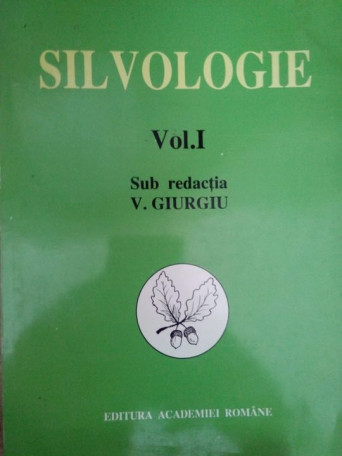 SILVOLOGIE
Vol.I
Sub redacția
V. GIURGIU
EDITURA ACADEMIEI ROMÂNE